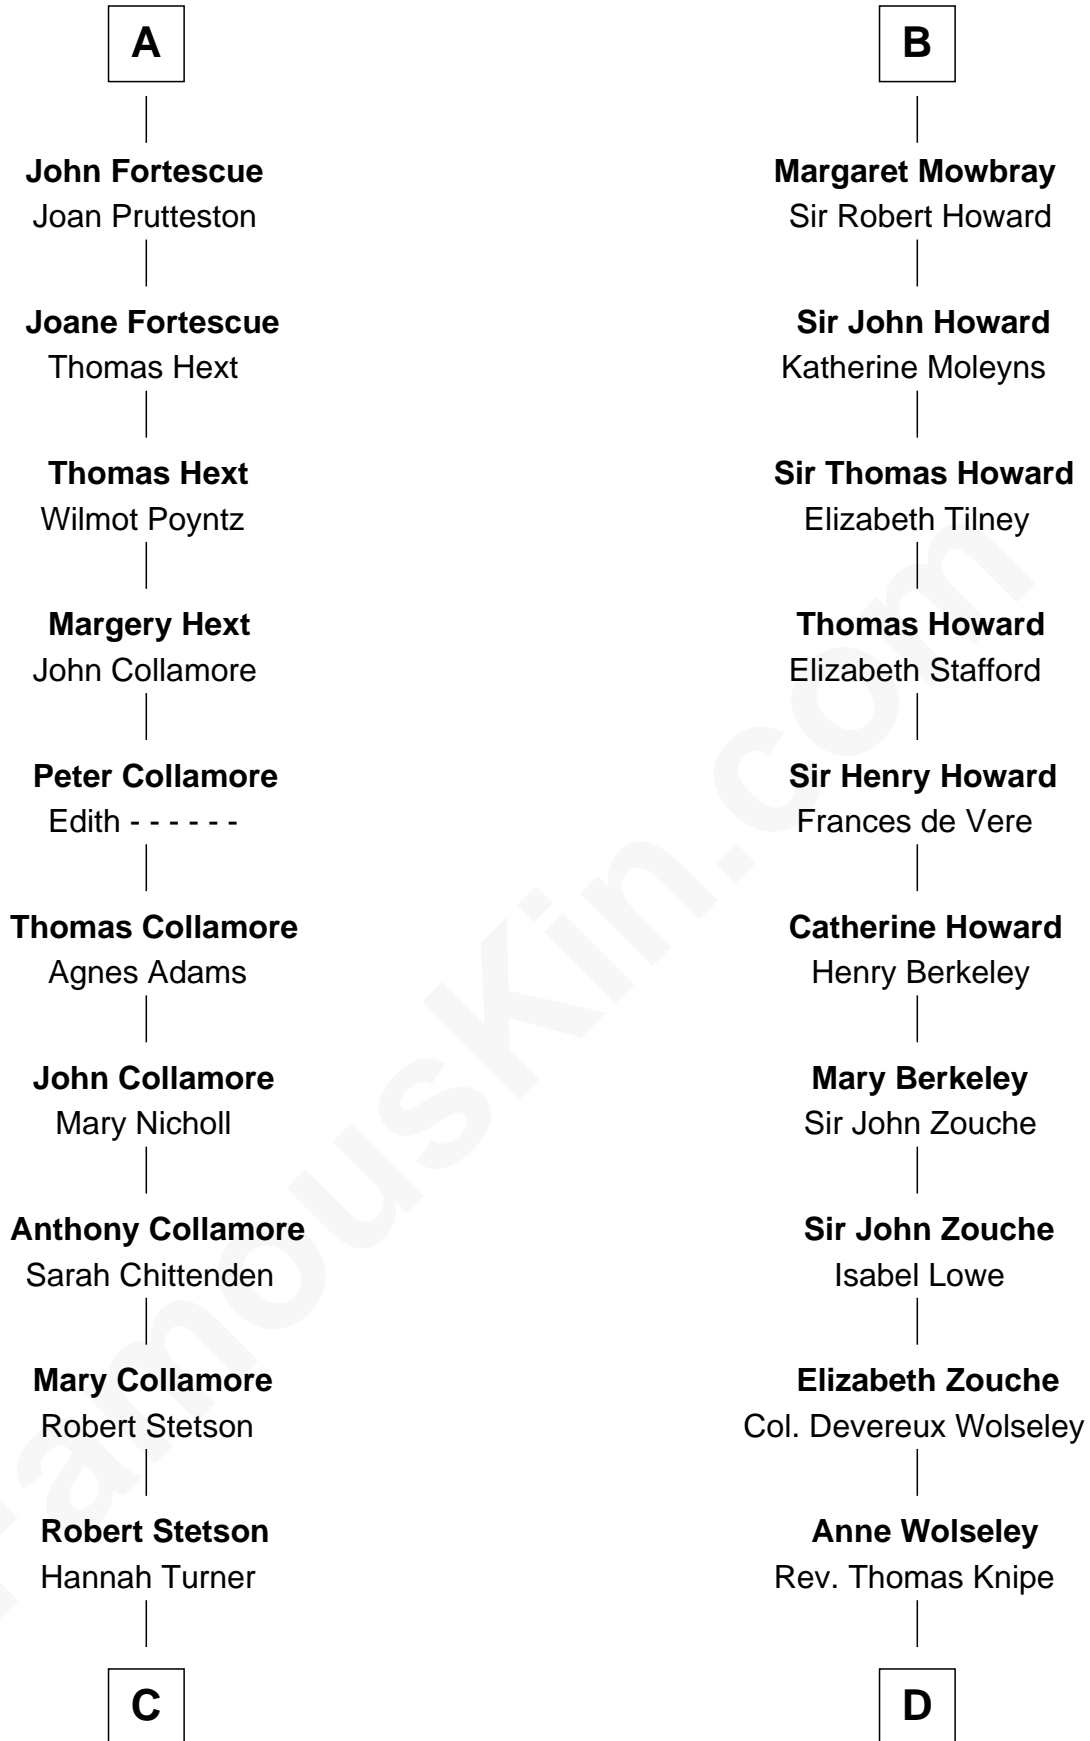 A
John Fortescue
Joan Prutteston
Joane Fortescue
Thomas Hext
Thomas Hext
Wilmot Poyntz
Margery Hext
John Collamore
Peter Collamore
Edith - - - - - -
Thomas Collamore
Agnes Adams
John Collamore
Mary Nicholl
Anthony Collamore
Sarah Chittenden
Mary Collamore
Robert Stetson
Robert Stetson
Hannah Turner
C
B
Margaret Mowbray
Sir Robert Howard
Sir John Howard
Katherine Moleyns
Sir Thomas Howard
Elizabeth Tilney
Thomas Howard
Elizabeth Stafford
Sir Henry Howard
Frances de Vere
Catherine Howard
Henry Berkeley
Mary Berkeley
Sir John Zouche
Sir John Zouche
Isabel Lowe
Elizabeth Zouche
Col. Devereux Wolseley
Anne Wolseley
Rev. Thomas Knipe
D
FamousKin.com